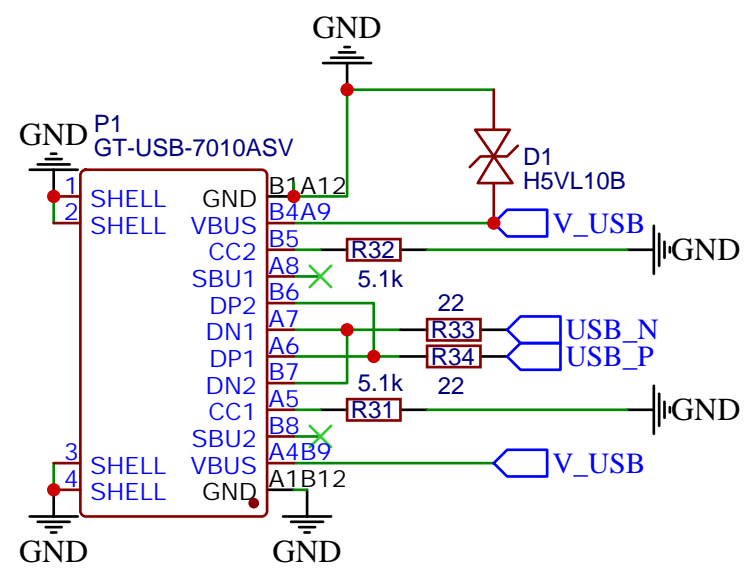 GND
GND
P1
GT-USB-7010ASV
D1
H5VL10B
1
SHELL
GND
B1A12
2
SHELL
VBUS
B4A9
V_USB
CC2
B5
R32
5.1k
GND
SBU1
A8
DP2
B6
22
DN1
A7
R33
USB_N
DP1
A6
R34
USB_P
22
DN2
B7
5.1k
CC1
A5
R31
GND
SBU2
B8
3
SHELL
VBUS
A4B9
V_USB
4
SHELL
GND
A1B12
GND
GND